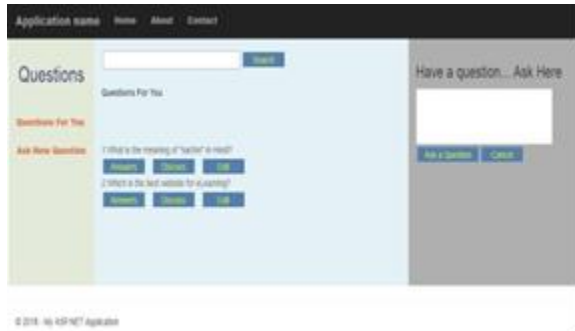 Application name Home About Contact
Questions
Questions For You
Ask New Question
Search
Questions For You
1 What is the meaning of in Hindi?
Answers Discuss Edit
2 Which is the best website for eLearning?
Answers Discuss Edit
Have a question... Ask Here
Ask a Question Cancel
© 2018 - My ASP.NET Application